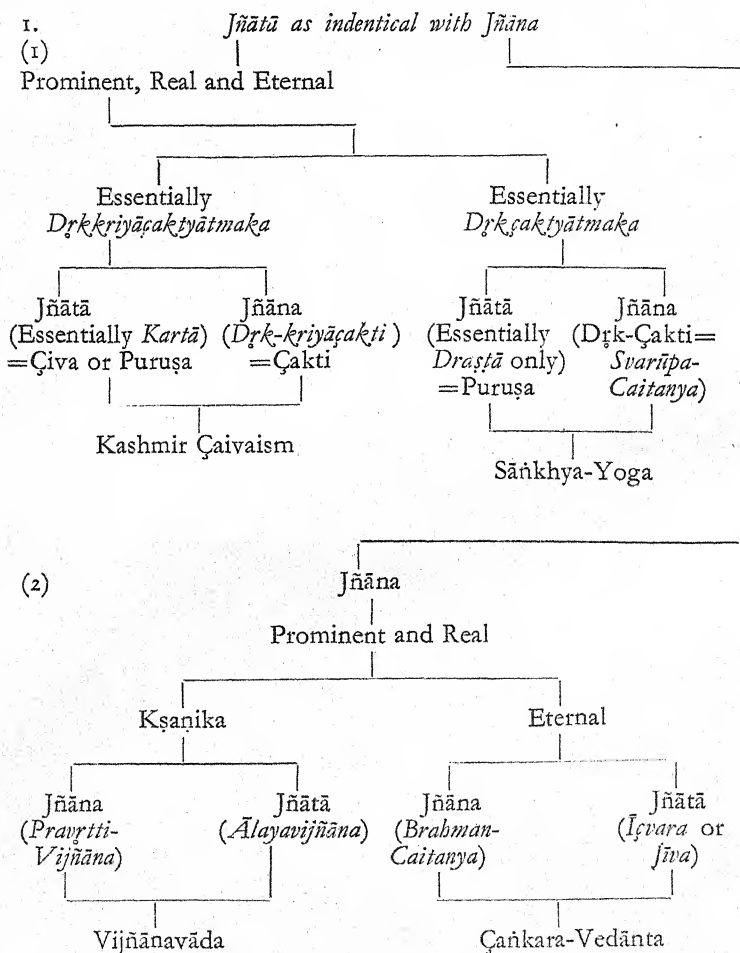 1. Jñātā as indentical with Jñāna
(1)
Prominent, Real and Eternal
Essentially Essentially
Dṛkkriyāçaktyātmaka Dṛkçaktyātmaka
Jñātā Jñāna Jñātā Jñāna
(Essentially Kartā) (Dṛk-kriyāçakti) (Essentially (Dṛk-Çakti=
=Çiva or Puruṣa =Çakti Draṣṭā only) Svarūpa-
=Puruṣa Caitanya)
Kashmir Çaivaism
Sāṅkhya-Yoga
(2) Jñāna
Prominent and Real
Kṣaṇika Eternal
Jñāna Jñātā Jñāna Jñātā
(Pravṛtti- (Ālayavijñāna) (Brahman- (Īçvara or
Vijñāna) Caitanya) Jīva)
Vijñānavāda Çaṅkara-Vedānta